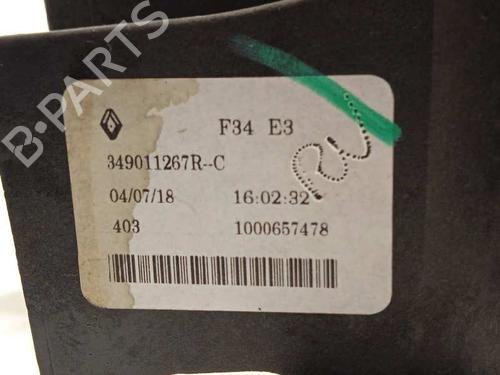 B-PARTS
F34 E3
349011267R--C
04/07/18 16:02:32
403 1000657478